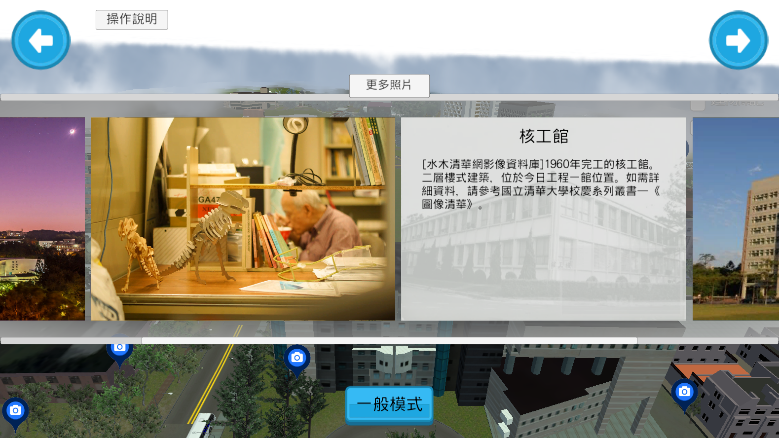 操作說明
更多照片
核工館
[水木清華網影像資料庫]1960年完工的核工館。
二層樓式建築，位於今日工程一館位置。如需詳
細資料，請參考國立清華大學校慶系列叢書—《
圖像清華》。
GA47
一般模式